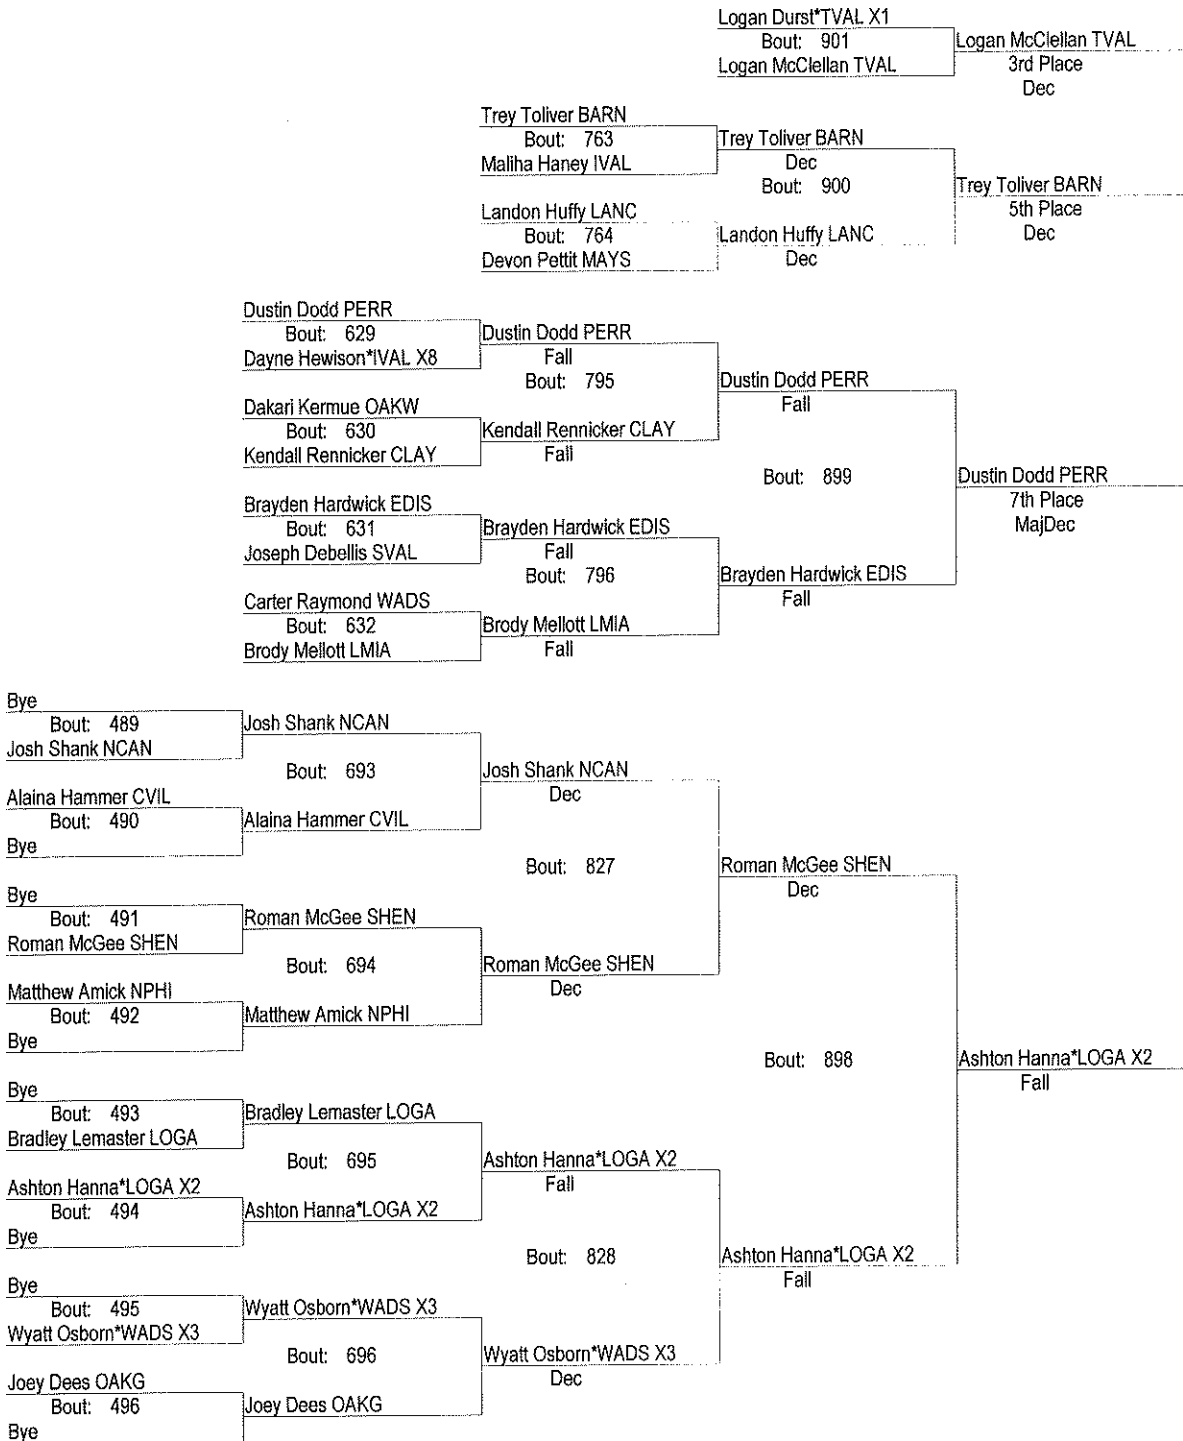 Logan Durst*TVAL X1
Bout: 901
Logan McClellan TVAL
Logan McClellan TVAL
3rd Place
Dec
Trey Toliver BARN
Bout: 763
Maliha Haney IVAL
Trey Toliver BARN
Dec
Bout: 900
Trey Toliver BARN
5th Place
Dec
Landon Huffy LANC
Bout: 764
Devon Pettit MAYS
Landon Huffy LANC
Dec
Dustin Dodd PERR
Bout: 629
Dayne Hewison*IVAL X8
Dustin Dodd PERR
Fall
Bout: 795
Dustin Dodd PERR
Fall
Dakari Kermue OAKW
Bout: 630
Kendall Rennicker CLAY
Kendall Rennicker CLAY
Fall
Bout: 899
Dustin Dodd PERR
7th Place
MajDec
Brayden Hardwick EDIS
Bout: 631
Joseph Debellis SVAL
Brayden Hardwick EDIS
Fall
Bout: 796
Brayden Hardwick EDIS
Fall
Carter Raymond WADS
Bout: 632
Brody Mellott LMIA
Brody Mellott LMIA
Fall
Bye
Bout: 489
Josh Shank NCAN
Josh Shank NCAN
Bout: 693
Josh Shank NCAN
Dec
Alaina Hammer CVIL
Bout: 490
Bye
Alaina Hammer CVIL
Bout: 827
Roman McGee SHEN
Dec
Bye
Bout: 491
Roman McGee SHEN
Roman McGee SHEN
Bout: 694
Roman McGee SHEN
Dec
Matthew Amick NPHI
Bout: 492
Bye
Matthew Amick NPHI
Bout: 898
Ashton Hanna*LOGA X2
Fall
Bye
Bout: 493
Bradley Lemaster LOGA
Bradley Lemaster LOGA
Bout: 695
Ashton Hanna*LOGA X2
Fall
Ashton Hanna*LOGA X2
Bout: 494
Bye
Ashton Hanna*LOGA X2
Bout: 828
Ashton Hanna*LOGA X2
Fall
Bye
Bout: 495
Wyatt Osborn*WADS X3
Wyatt Osborn*WADS X3
Bout: 696
Wyatt Osborn*WADS X3
Dec
Joey Dees OAKG
Bout: 496
Bye
Joey Dees OAKG